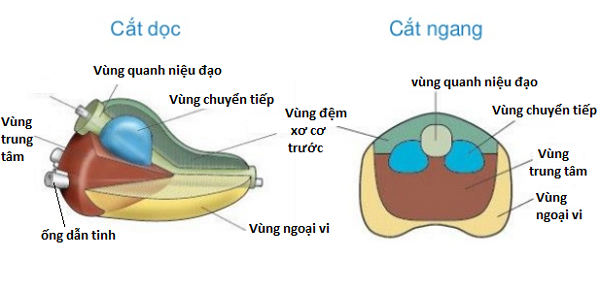 Cắt dọc
Cắt ngang
Vùng quanh niệu đạo
Vùng chuyển tiếp
Vùng
trung
tâm
ống dẫn tinh
Vùng ngoại vi
Vùng đệm
xơ cơ
trước
vùng quanh niệu đạo
Vùng chuyển tiếp
Vùng
trung tâm
Vùng
ngoại vi